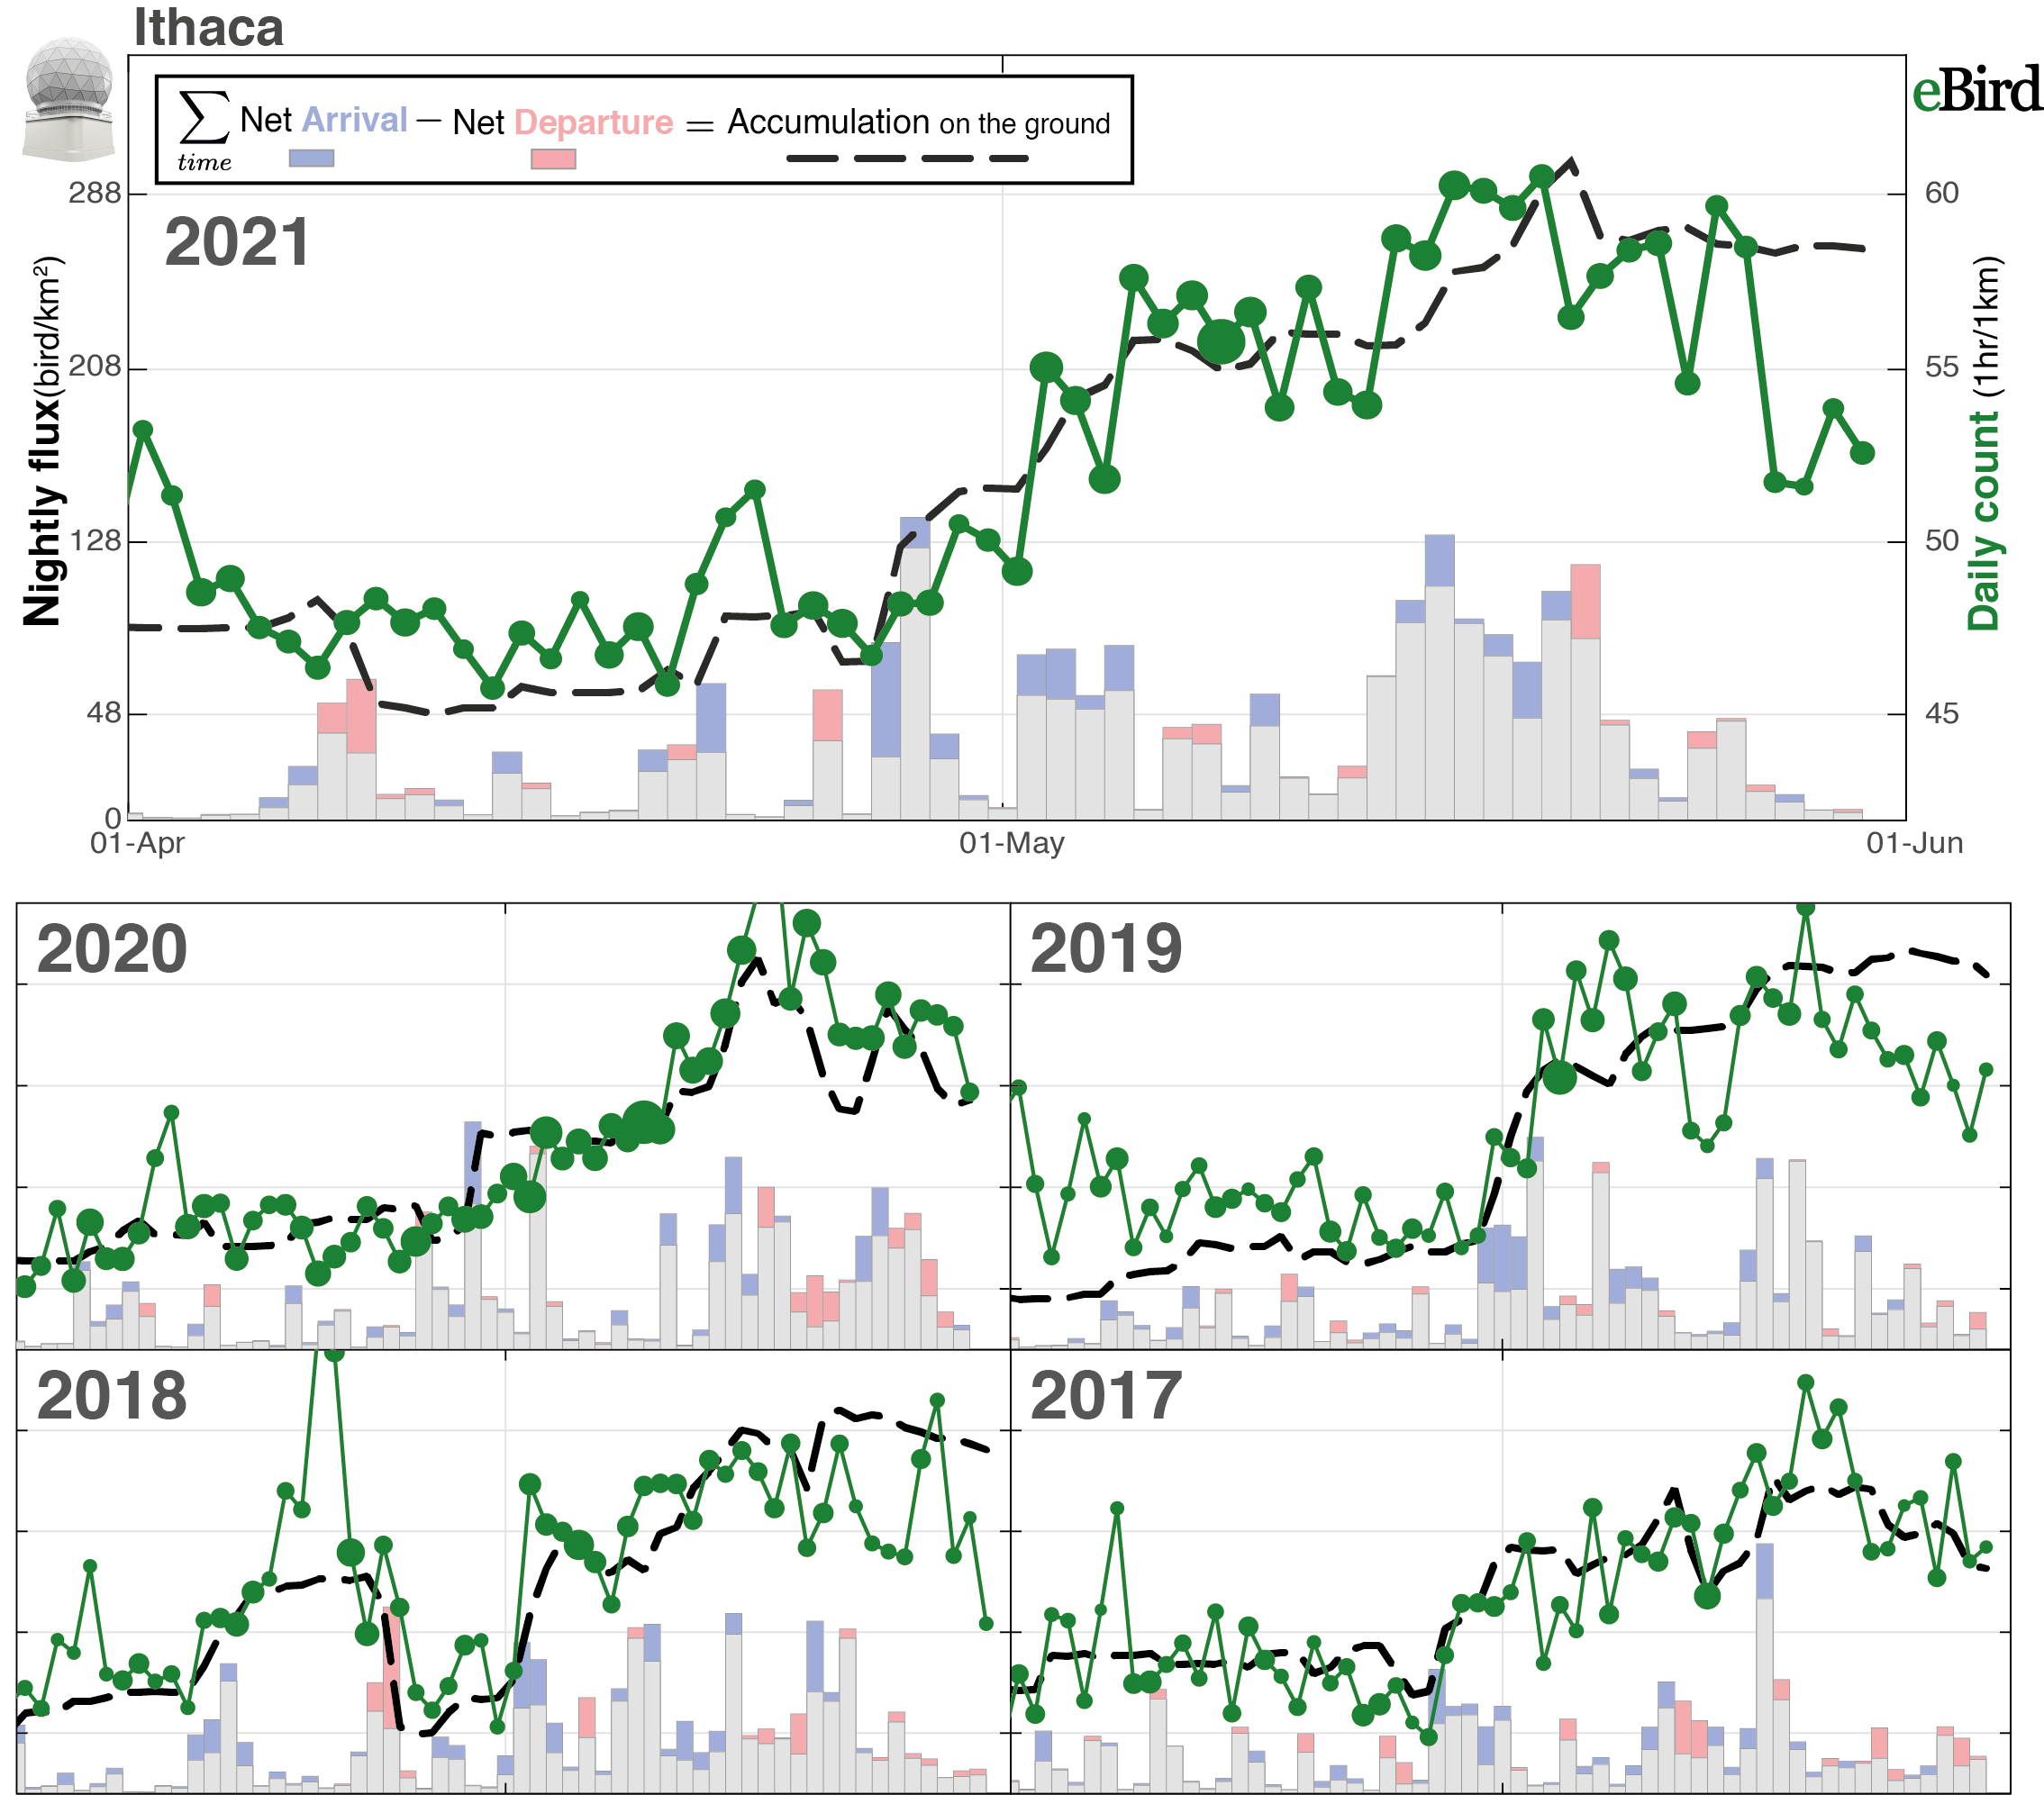 Ithaca
∑ Net Arrival − Net Departure = Accumulation on the ground
time
eBird
2021
Nightly flux(bird/km²)
288
208
128
48
0
60
55
50
45
Daily count (1hr/1km)
01-Apr 01-May 01-Jun
2020 2019
2018 2017